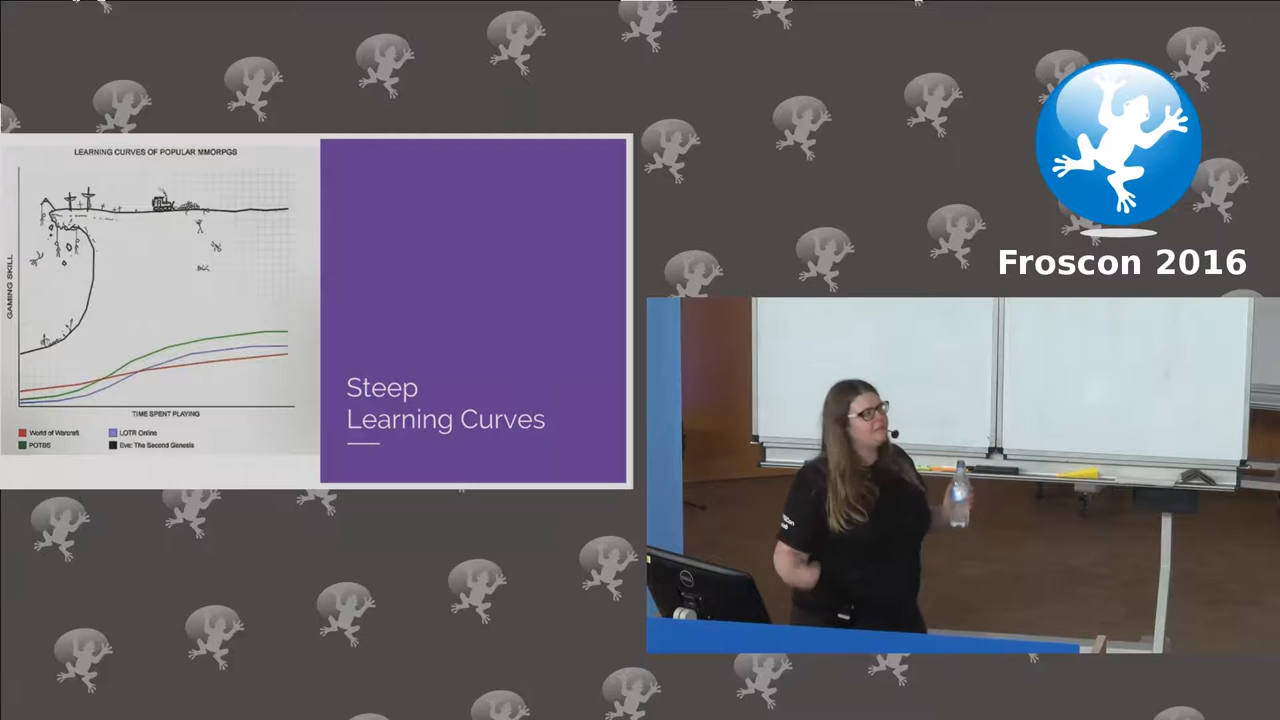 LEARNING CURVES OF POPULAR MMORPGS
GAMING SKILL
TIME SPENT PLAYING
World of Warcraft
LOTR Online
POTBS
Eve: The Second Genesis
Steep
Learning Curves
Froscon 2016
DELL